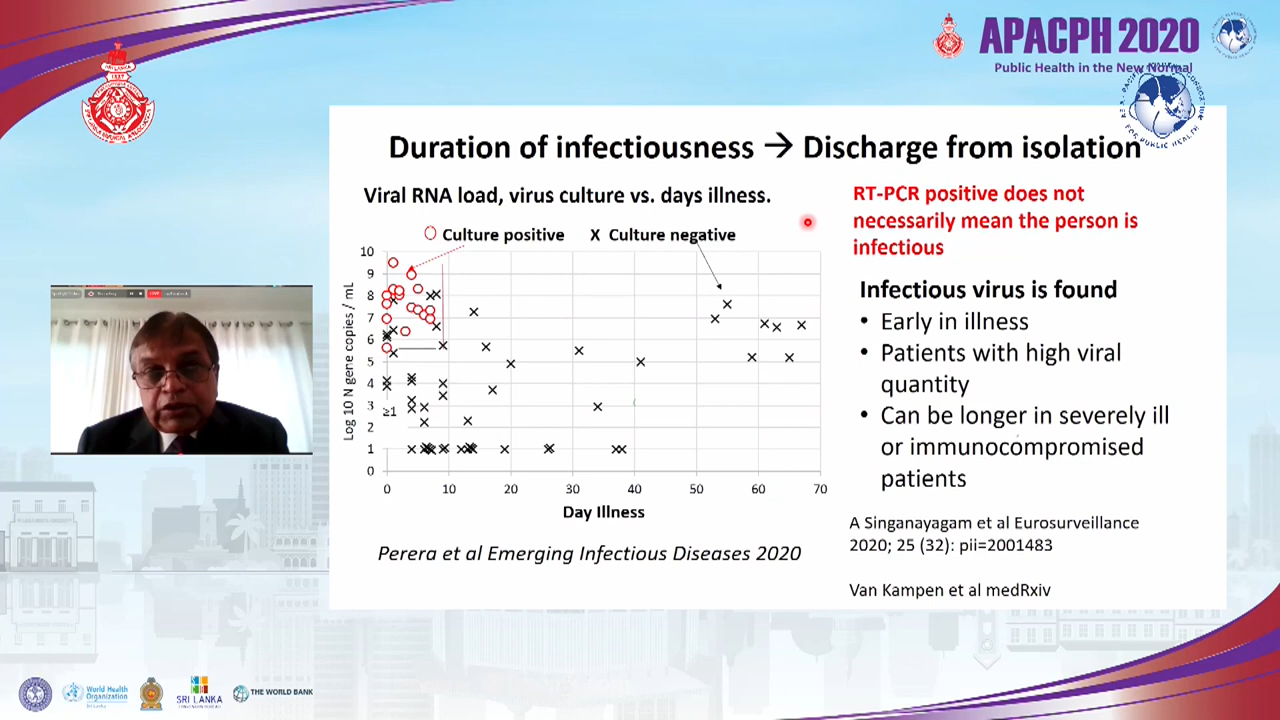 APACPH 2020
Public Health in the New Normal
SRI LANKA
1887
Duration of infectiousness → Discharge from isolation
Viral RNA load, virus culture vs. days illness.
Culture positive
X Culture negative
Log 10 N gene copies / mL
10
9
8
7
6
5
4
3
2
1
0
≥1
0 10 20 30 40 50 60 70
Day Illness
Perera et al Emerging Infectious Diseases 2020
RT-PCR positive does not
necessarily mean the person is
infectious
Infectious virus is found
• Early in illness
• Patients with high viral
quantity
• Can be longer in severely ill
or immunocompromised
patients
A Singanayagam et al Eurosurveillance
2020; 25 (32): pii=2001483
Van Kampen et al medRxiv
World Health
Organization
Sri Lanka
SRI LANKA
THE WORLD BANK